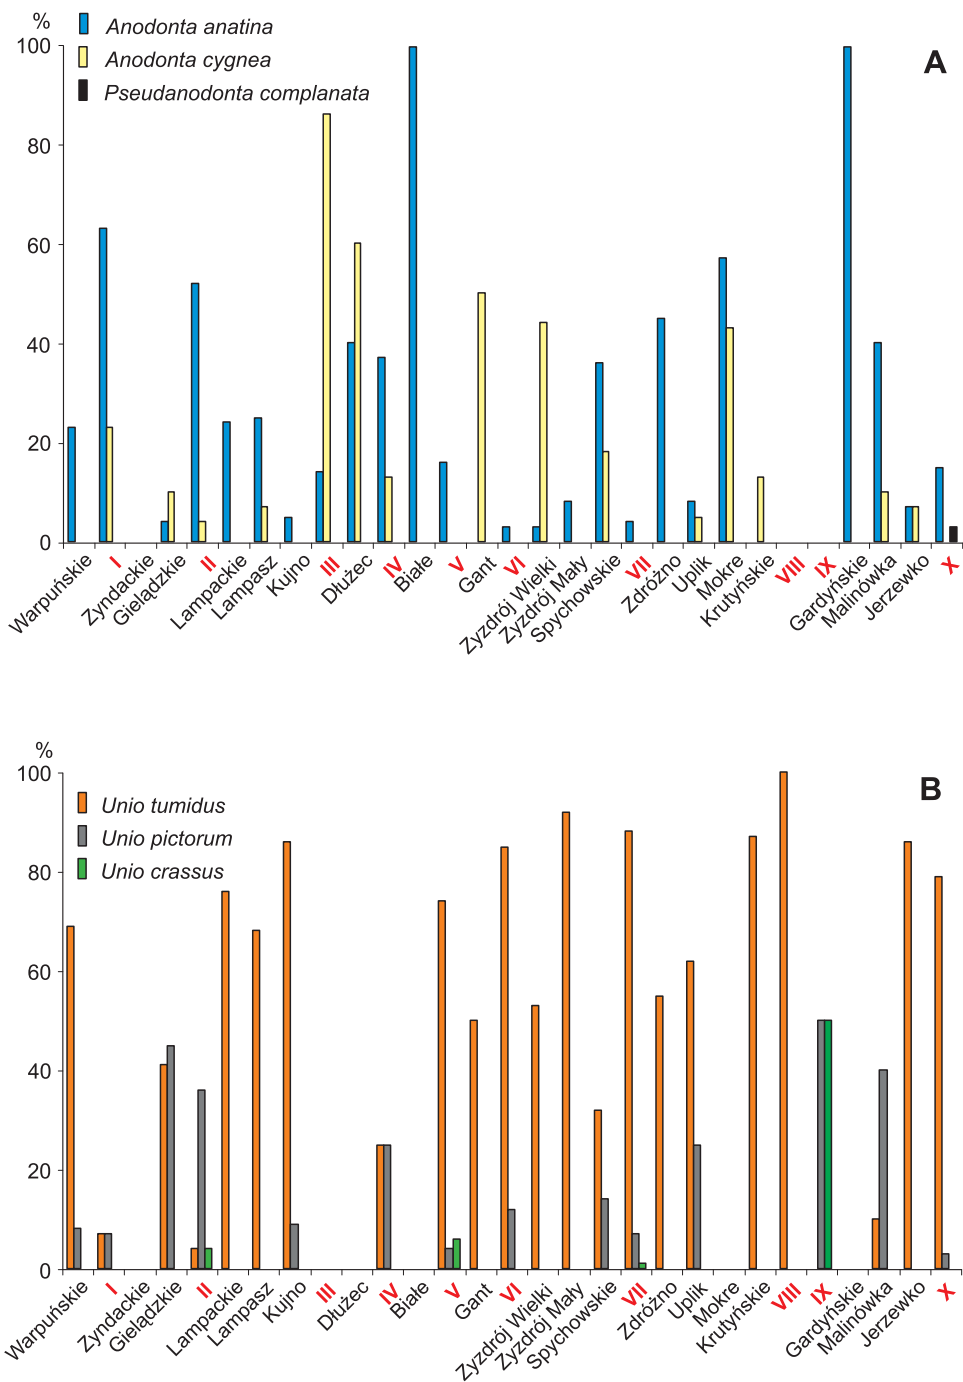 %
Anodonta anatina
Anodonta cygnea
Pseudanodonta complanata
A
100
80
60
40
20
0
Warpuńskie
I
Zyndackie
Gielądzkie
II
Lampackie
Lampasz
Kujno
III
Dłużec
IV
Białe
V
Gant
VI
Zyzdrój Wielki
Zyzdrój Mały
Spychowskie
VII
Zdróżno
Uplik
Mokre
Krutyńskie
VIII
IX
Gardyńskie
Malinówka
Jerzewko
X
%
B
Unio tumidus
Unio pictorum
Unio crassus
100
80
60
40
20
0
Warpuńskie
I
Zyndackie
Gielądzkie
II
Lampackie
Lampasz
Kujno
III
Dłużec
IV
Białe
V
Gant
VI
Zyzdrój Wielki
Zyzdrój Mały
Spychowskie
VII
Zdróżno
Uplik
Mokre
Krutyńskie
VIII
IX
Gardyńskie
Malinówka
Jerzewko
X